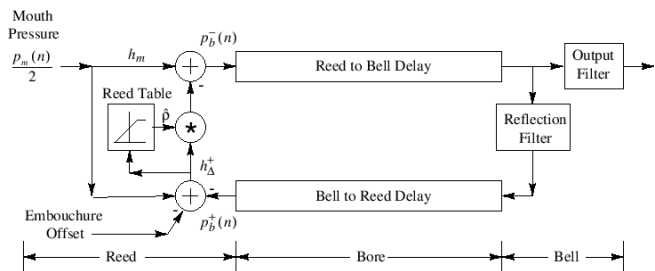 Mouth
Pressure
p_m(n)
2
h_m
p_b^-(n)
-
Reed to Bell Delay
Output
Filter
Reed Table
ρ̂
*
Reflection
Filter
h_Δ^+
+
-
Bell to Reed Delay
Embouchure
Offset
-
p_b^+(n)
Reed
Bore
Bell